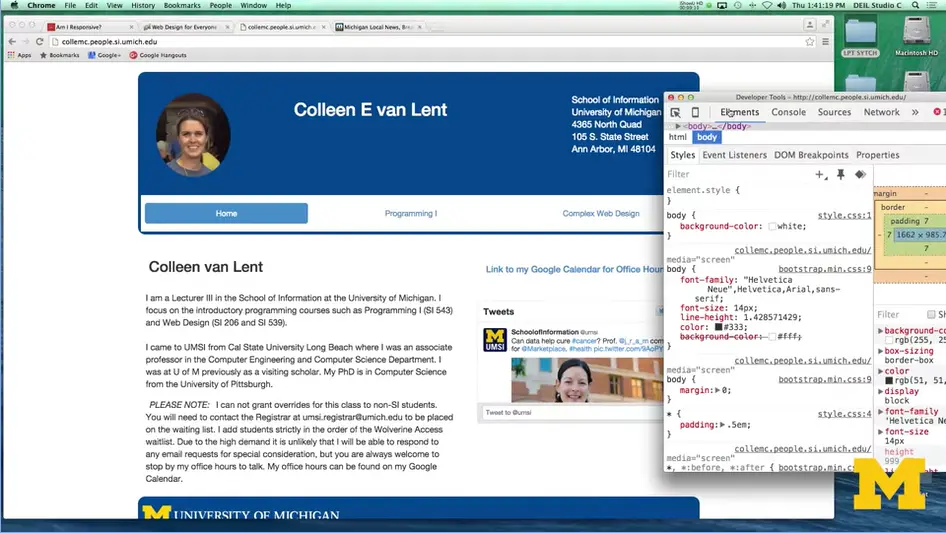 Chrome File Edit View History Bookmarks People Window Help
Thu 1:41:19 PM DEIL Studio C
Am I Responsive?
Web Design for Everyone
collemc.people.si.umich.edu/
Michigan Local News, Brea
collemc.people.si.umich.edu
Apps Bookmarks Google+ Google Hangouts
LPT SYTCH
Macintosh HD
Colleen E van Lent
School of Information
University of Michigan
4365 North Quad
105 S. State Street
Ann Arbor, MI 48104
Home Programming I Complex Web Design
Colleen van Lent
I am a Lecturer III in the School of Information at the University of Michigan. I
focus on the introductory programming courses such as Programming I (SI 543)
and Web Design (SI 206 and SI 539).
I came to UMSI from Cal State University Long Beach where I was an associate
professor in the Computer Engineering and Computer Science Department. I
was at U of M previously as a visiting scholar. My PhD is in Computer Science
from the University of Pittsburgh.
PLEASE NOTE: I can not grant overrides for this class to non-SI students.
You will need to contact the Registrar at umsi.registrar@umich.edu to be placed
on the waiting list. I add students strictly in the order of the Wolverine Access
waitlist. Due to the high demand it is unlikely that I will be able to respond to
any email requests for special consideration, but you are always welcome to
stop by my office hours to talk. My office hours can be found on my Google
Calendar.
Link to my Google Calendar for Office Hour
Tweets
SchoolofInformation @umsi
Can data help cure #cancer? Prof. @j_r_a_m co
for @Marketplace, #health pic.twitter.com/9AoPY
UMSI
Tweet to @umsi
UNIVERSITY OF MICHIGAN
Developer Tools - http://collemc.people.si.umich.edu/
Elements Console Sources Network »
<body>…</body>
html body
Styles Event Listeners DOM Breakpoints Properties
Filter
element.style {
}
body { style.css:1
background-color: white;
}
collemc.people.si.umich.edu/
media="screen"
body { bootstrap.min.css:9
font-family: "Helvetica
Neue",Helvetica,Arial,sans-
serif;
font-size: 14px;
line-height: 1.428571429;
color: #333;
background-color: #fff;
}
collemc.people.si.umich.edu/
media="screen"
body { bootstrap.min.css:9
margin: 0;
}
* { style.css:4
padding: .5em;
}
collemc.people.si.umich.edu/
media="screen"
*, *:before, *:after { bootstrap.min.cs
margin -
border -
padding 7
- 7 1662 × 985.7
7
-
-
Filter Sh
background-co
rgb(255, 25
box-sizing
border-box
color
rgb(51, 51,
display
block
font-family
"Helvetica
font-size
14px
height
999
M